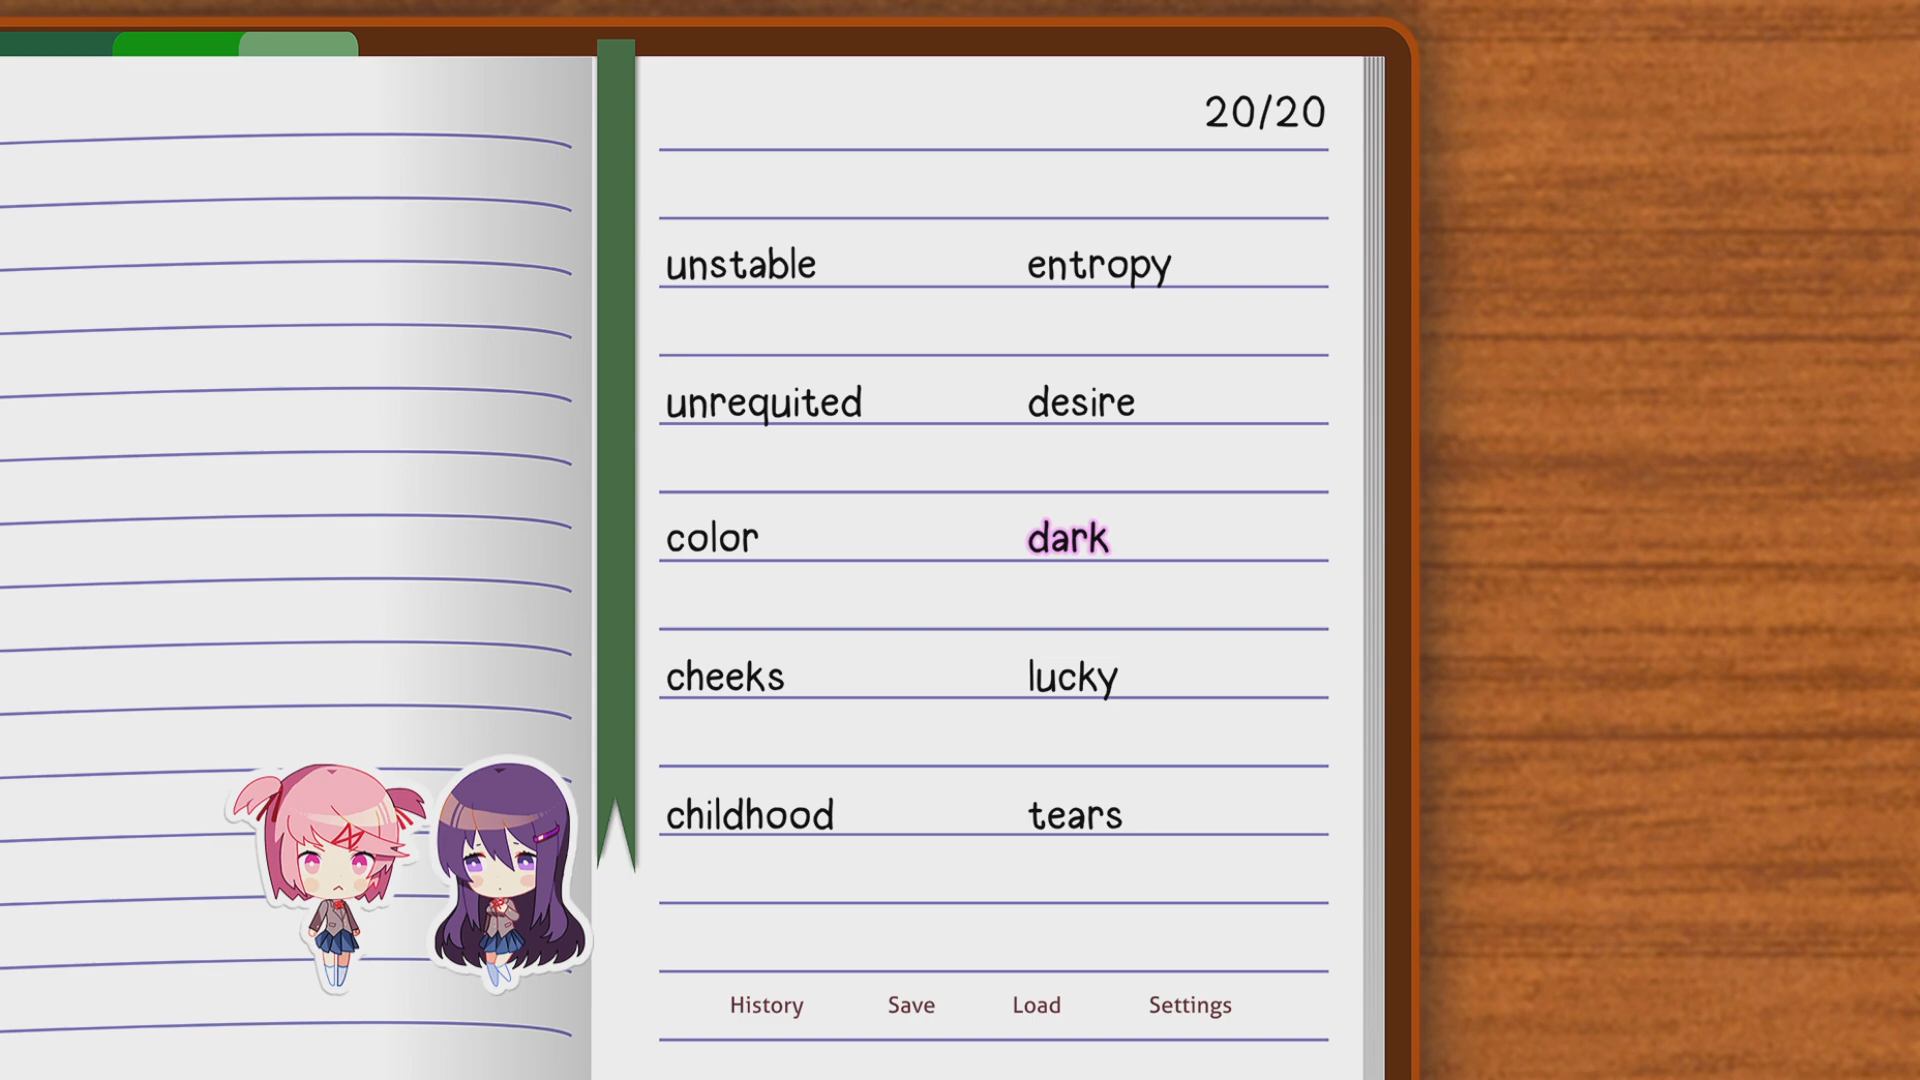 20/20
unstable entropy
unrequited desire
color dark
cheeks lucky
childhood tears
History Save Load Settings